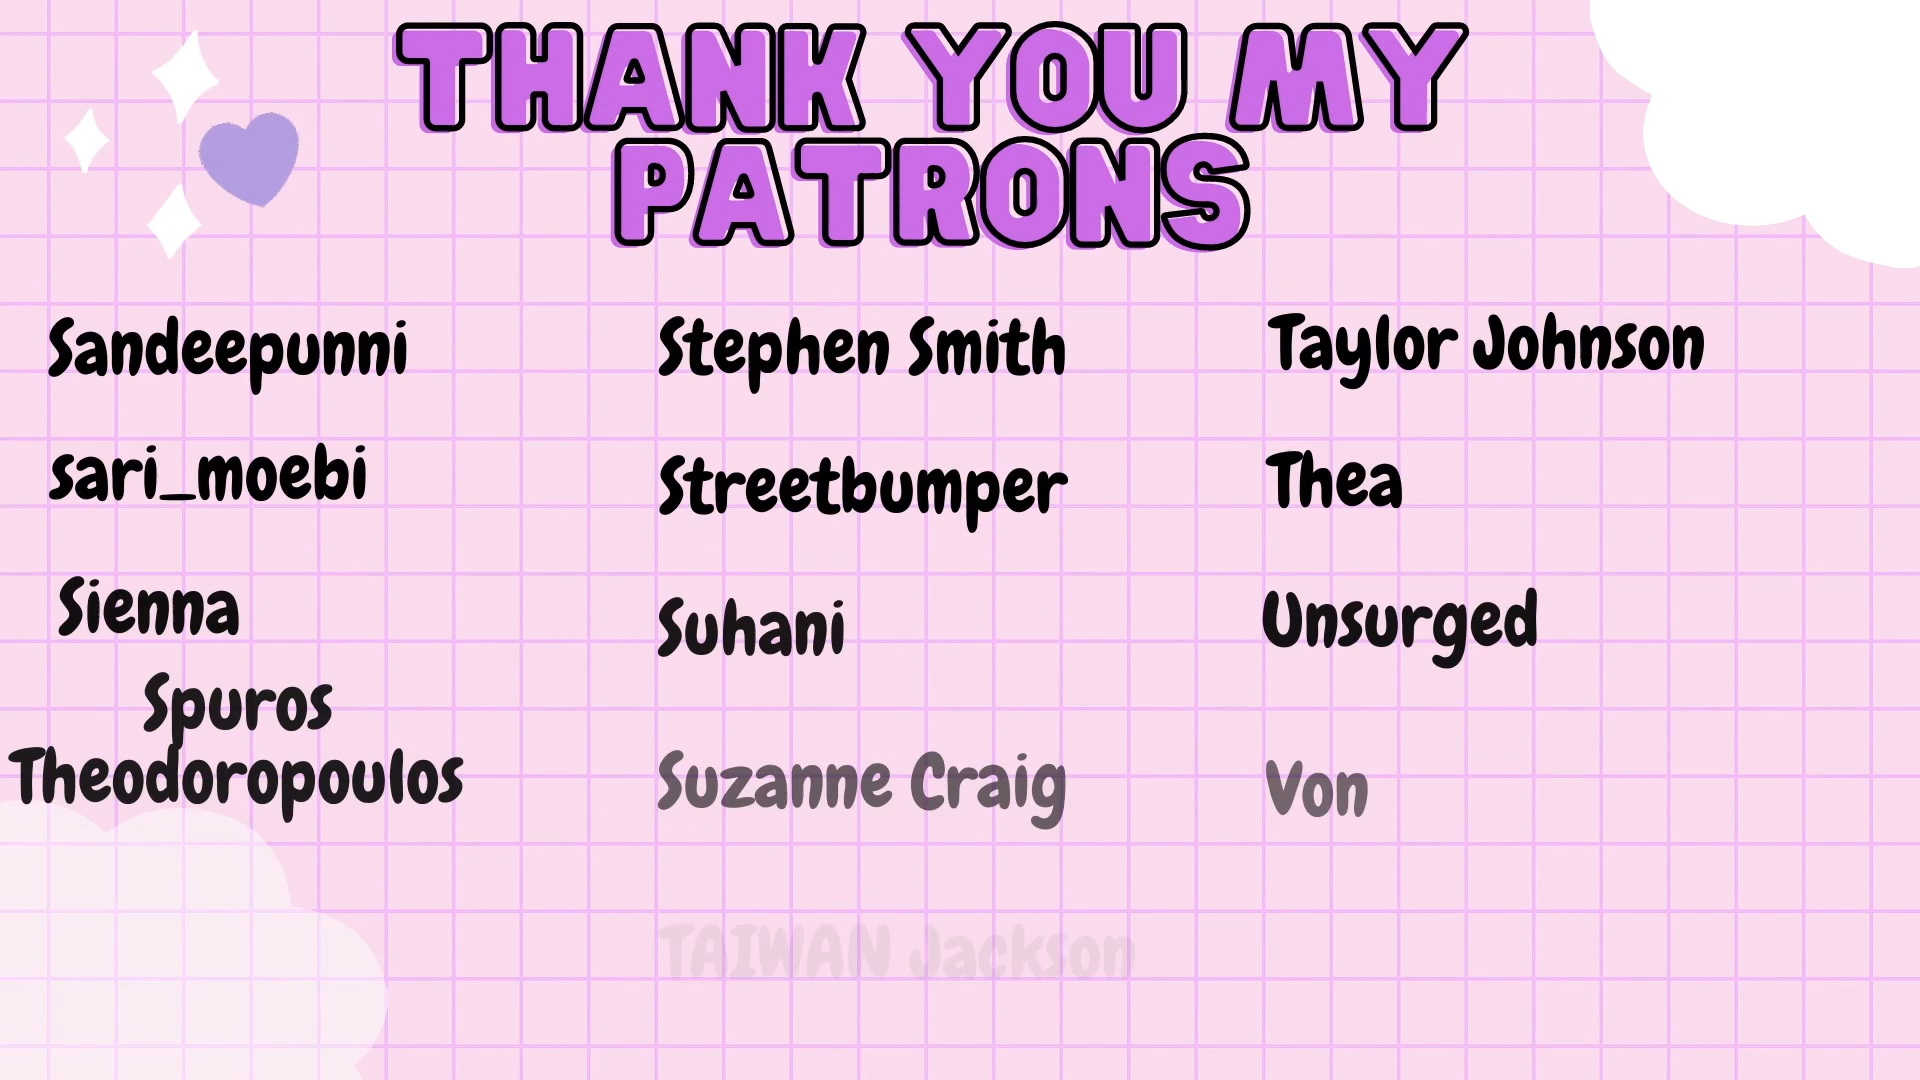 THANK YOU MY
PATRONS
Sandeepunni
sari_moebi
Sienna
Spuros
Theodoropoulos
Stephen Smith
Streetbumper
Suhani
Suzanne Craig
TAIWAN Jackson
Taylor Johnson
Thea
Unsurged
Von